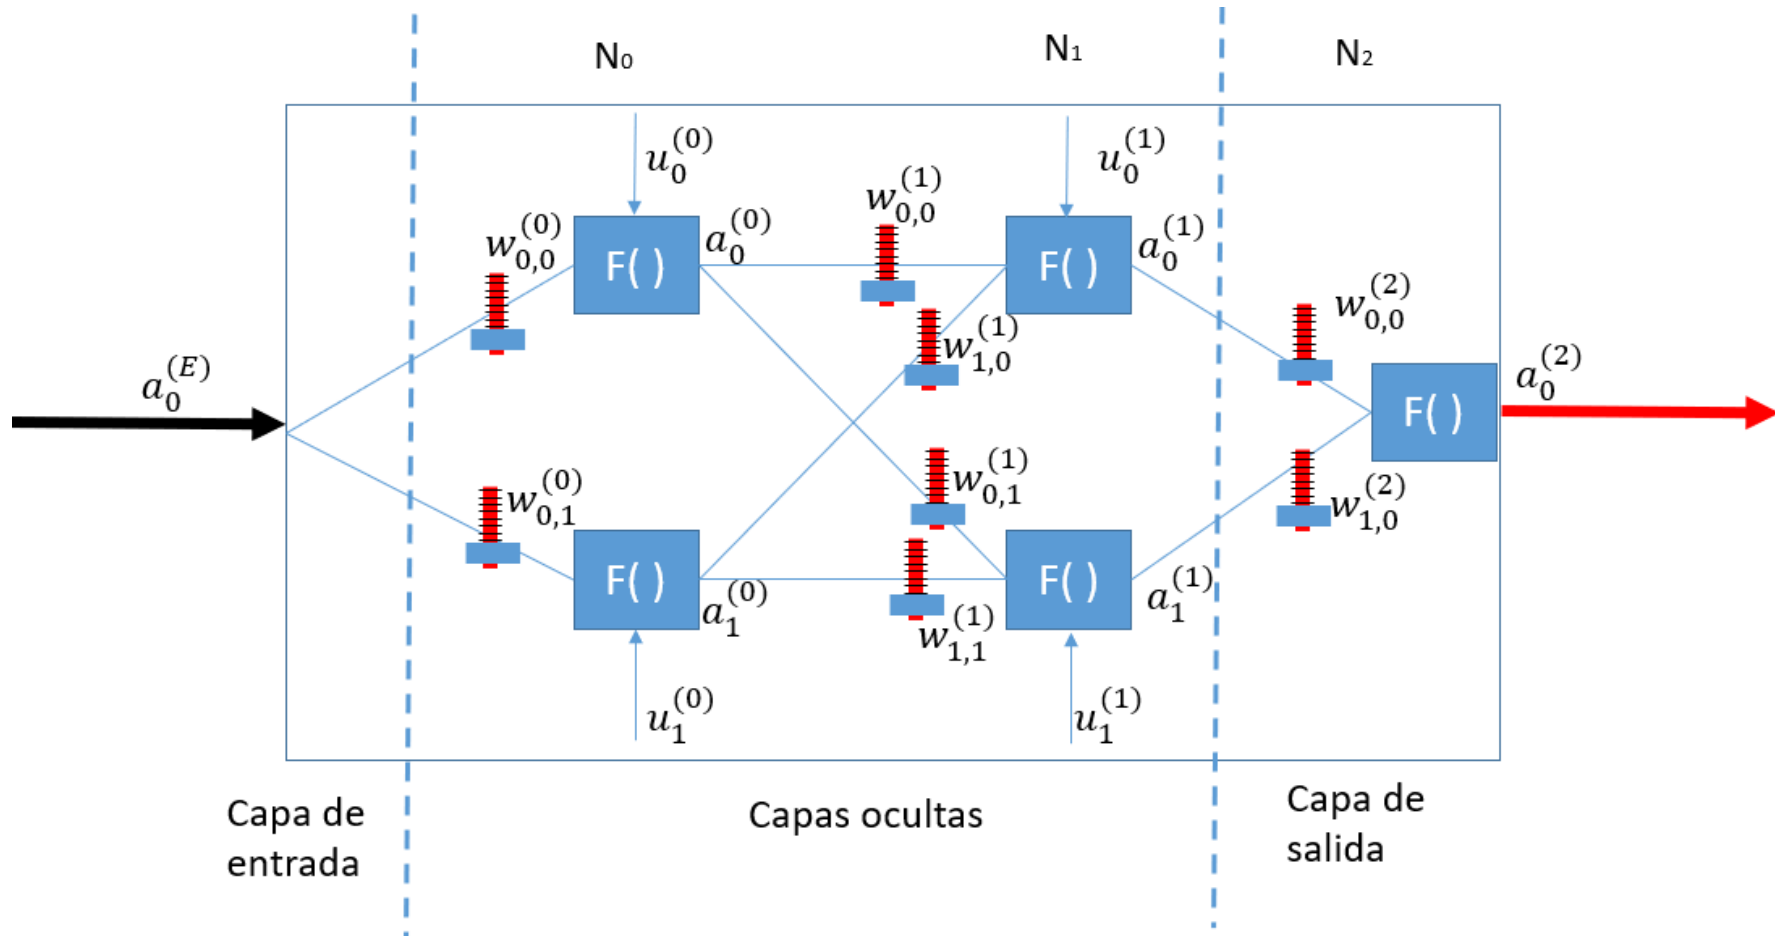 N₀
N₁
N₂
u₀⁽⁰⁾
u₀⁽¹⁾
w₀,₀⁽¹⁾
w₀,₀⁽⁰⁾
F( )
a₀⁽⁰⁾
F( )
a₀⁽¹⁾
w₀,₀⁽²⁾
w₁,₀⁽¹⁾
a₀⁽ᴱ⁾
F( )
a₀⁽²⁾
w₀,₁⁽⁰⁾
w₀,₁⁽¹⁾
w₁,₀⁽²⁾
F( )
a₁⁽⁰⁾
F( )
a₁⁽¹⁾
w₁,₁⁽¹⁾
u₁⁽⁰⁾
u₁⁽¹⁾
Capa de
entrada
Capas ocultas
Capa de
salida